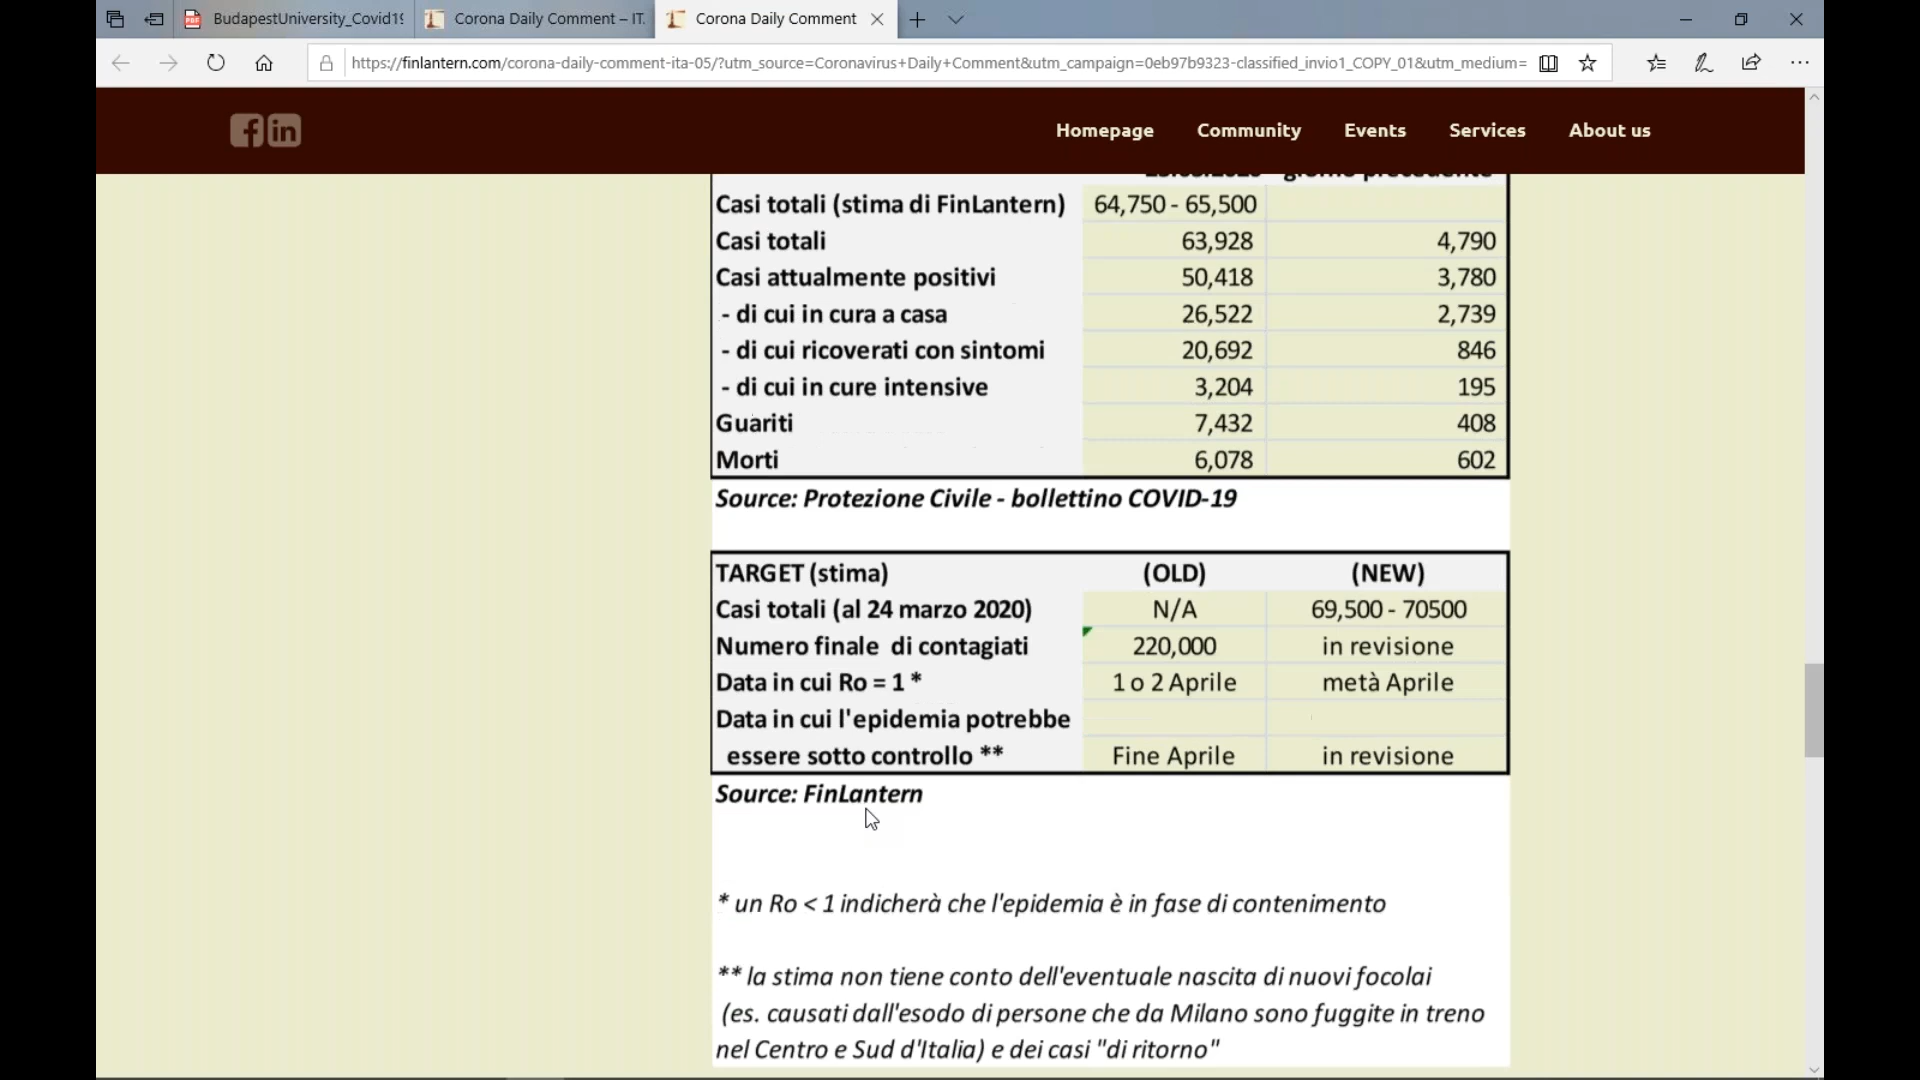 BudapestUniversity_Covid19
Corona Daily Comment – IT.
Corona Daily Comment
https://finlantern.com/corona-daily-comment-ita-05/?utm_source=Coronavirus+Daily+Comment&utm_campaign=0eb97b9323-classified_invio1_COPY_01&utm_medium=
Homepage Community Events Services About us
giorno precedente
Casi totali (stima di FinLantern) 64,750 - 65,500
Casi totali 63,928 4,790
Casi attualmente positivi 50,418 3,780
- di cui in cura a casa 26,522 2,739
- di cui ricoverati con sintomi 20,692 846
- di cui in cure intensive 3,204 195
Guariti 7,432 408
Morti 6,078 602
Source: Protezione Civile - bollettino COVID-19
TARGET (stima) (OLD) (NEW)
Casi totali (al 24 marzo 2020) N/A 69,500 - 70500
Numero finale di contagiati 220,000 in revisione
Data in cui Ro = 1 * 1 o 2 Aprile metà Aprile
Data in cui l'epidemia potrebbe
essere sotto controllo ** Fine Aprile in revisione
Source: FinLantern
* un Ro < 1 indicherà che l'epidemia è in fase di contenimento
** la stima non tiene conto dell'eventuale nascita di nuovi focolai
(es. causati dall'esodo di persone che da Milano sono fuggite in treno
nel Centro e Sud d'Italia) e dei casi "di ritorno"